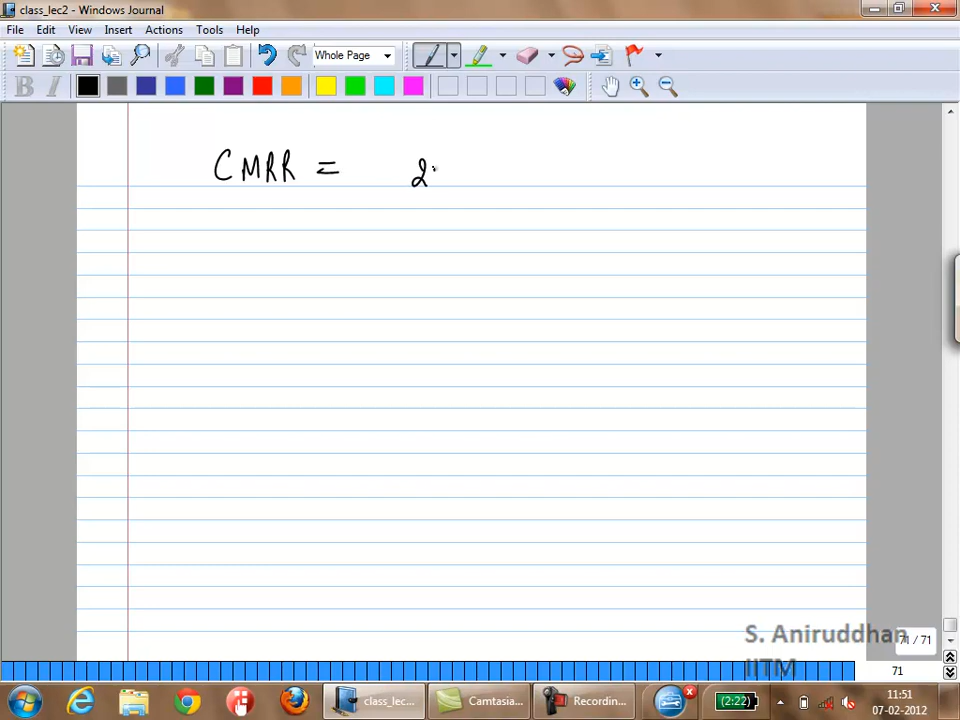 class_lec2 - Windows Journal
File Edit View Insert Actions Tools Help
Whole Page
B I
CMRR = 2
S. Aniruddhan
IITM
71 / 71
71
class_lec... Camtasia... Recordin... (2:22) 11:51
07-02-2012